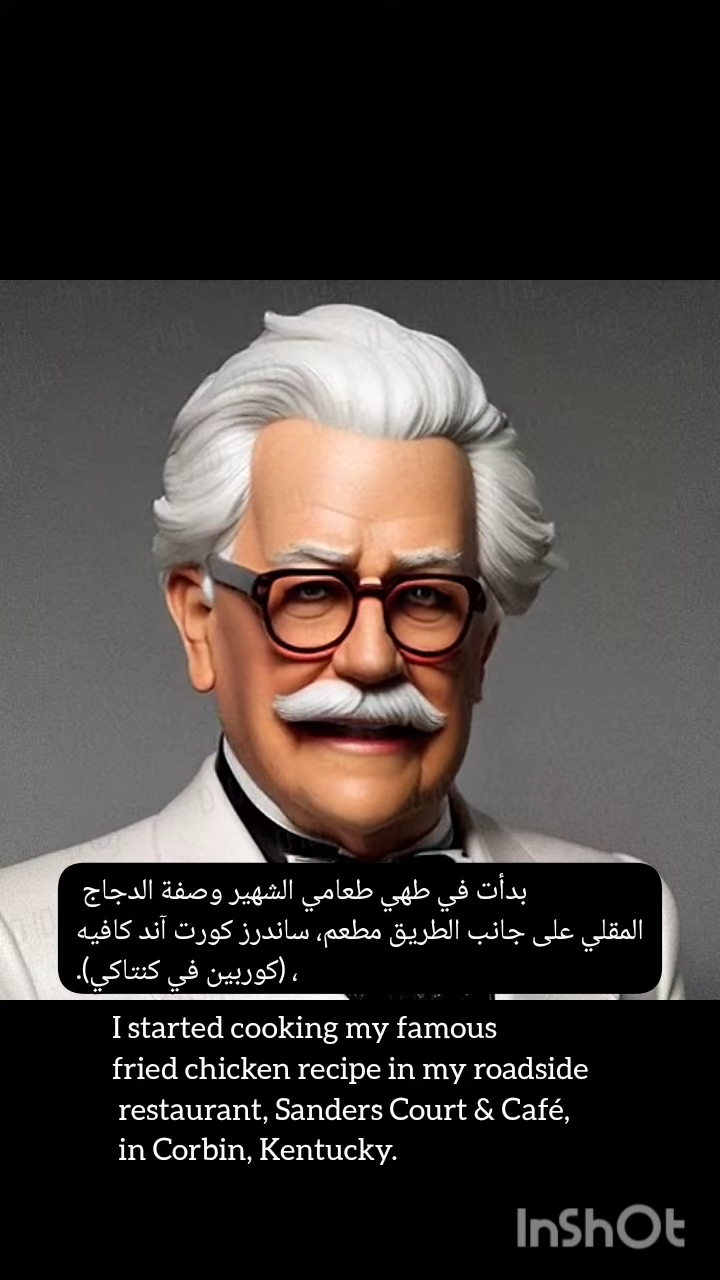 بدأت في طهي طعامي الشهير وصفة الدجاج
المقلي على جانب الطريق مطعم، ساندرز كورت آند كافيه
، (كوربين في كنتاكي).
I started cooking my famous
fried chicken recipe in my roadside
restaurant, Sanders Court & Café,
in Corbin, Kentucky.
InShOt